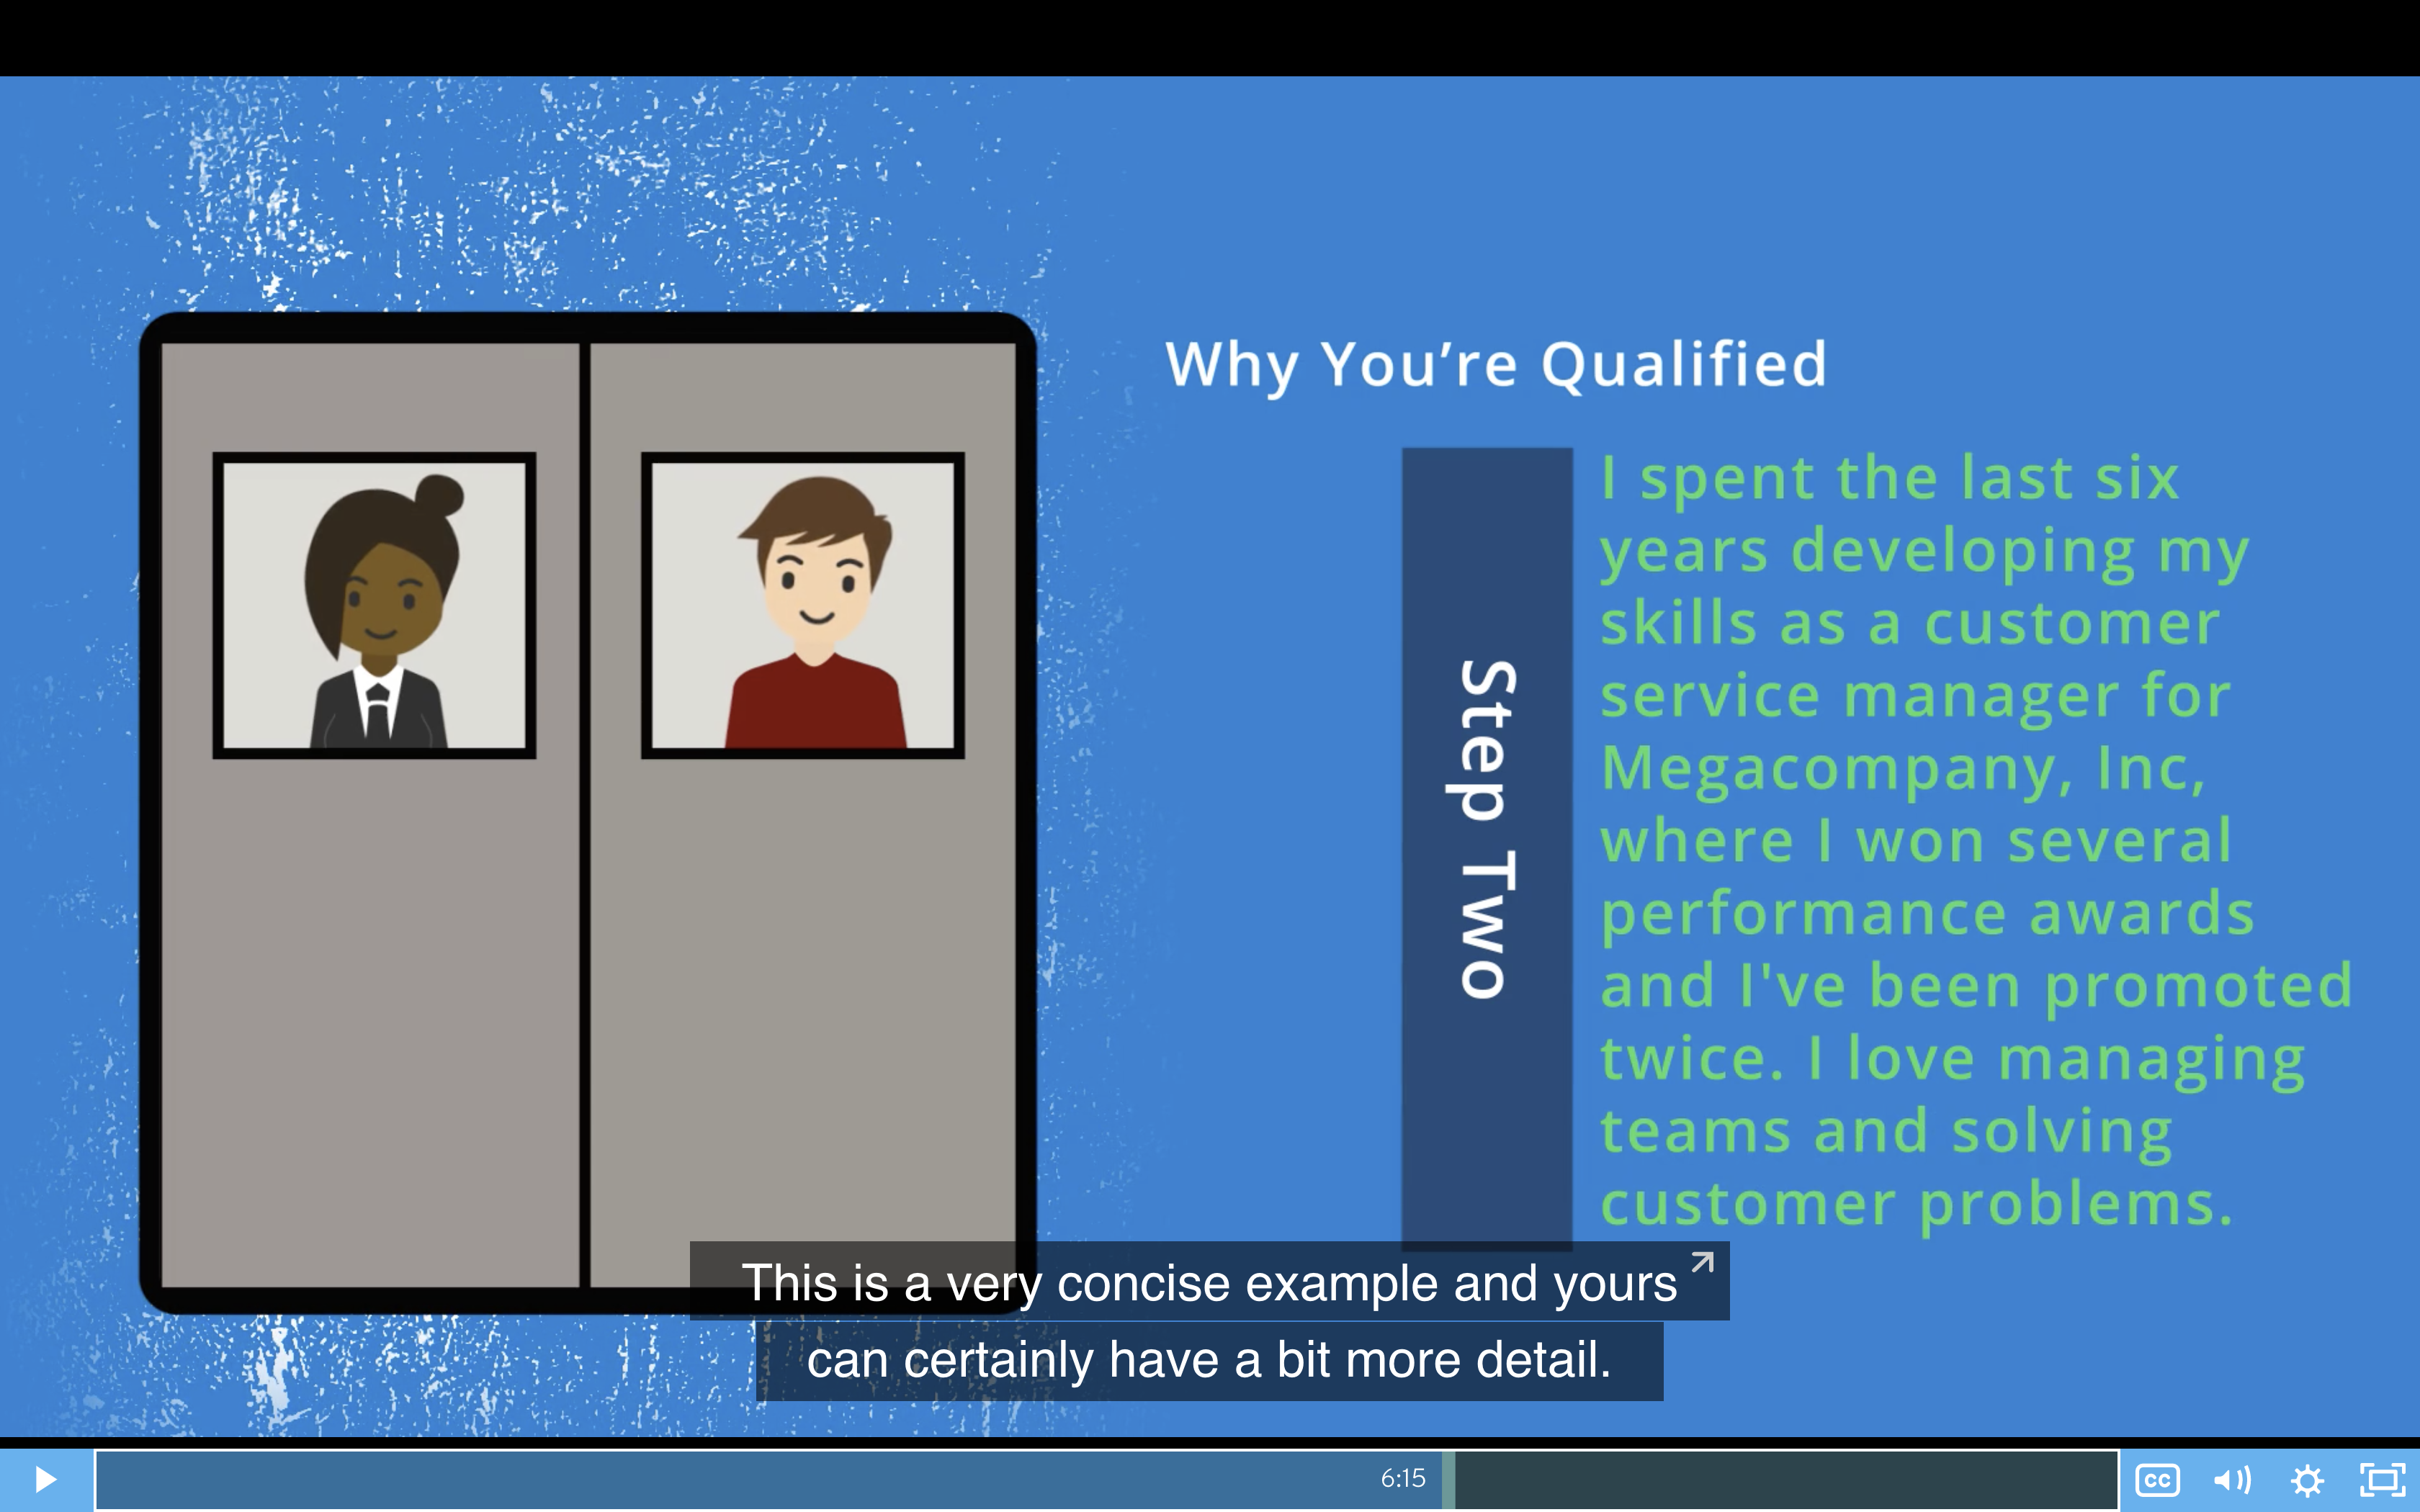 Why You’re Qualified
Step Two
I spent the last six
years developing my
skills as a customer
service manager for
Megacompany, Inc,
where I won several
performance awards
and I've been promoted
twice. I love managing
teams and solving
customer problems.
This is a very concise example and yours
can certainly have a bit more detail.
6:15
CC